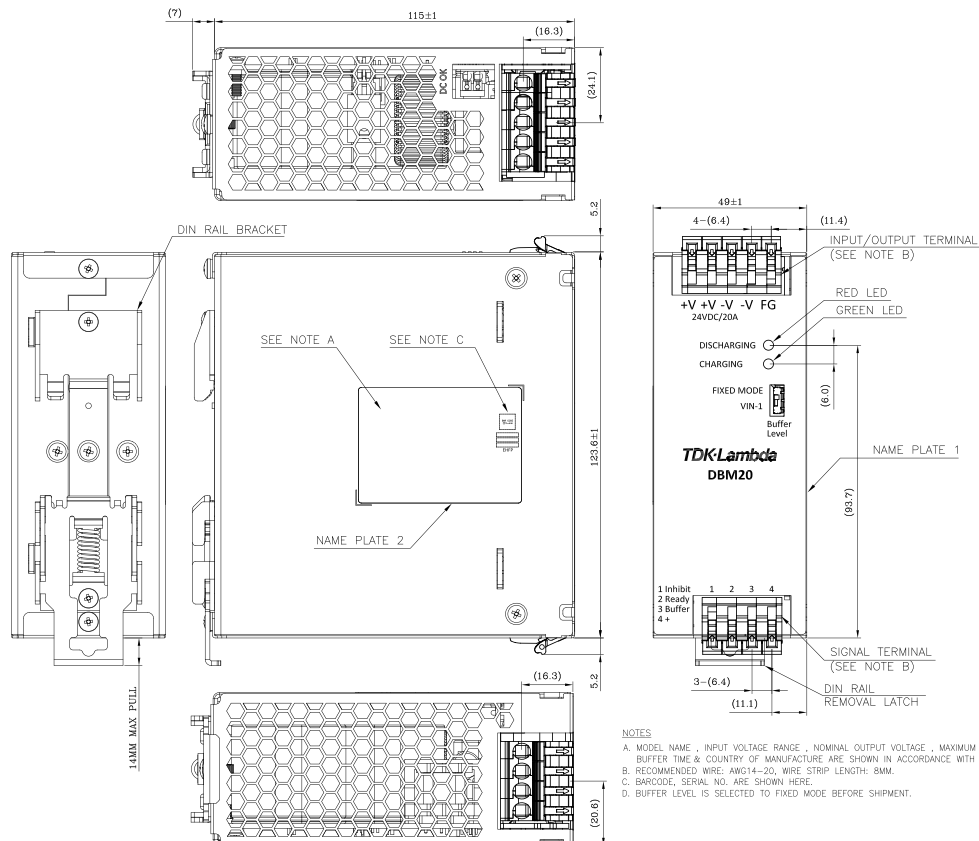 (7)
115±1
(16.3)
(24.1)
DC OK
5.2
DIN RAIL BRACKET
SEE NOTE A
SEE NOTE C
EHFP
NAME PLATE 2
123.6±1
5.2
14MM MAX PULL
(16.3)
(20.6)
49±1
4-(6.4)
(11.4)
INPUT/OUTPUT TERMINAL
(SEE NOTE B)
+V +V -V -V FG
24VDC/20A
RED LED
GREEN LED
DISCHARGING
CHARGING
(6.0)
FIXED MODE
VIN-1
Buffer
Level
TDK·Lambda
DBM20
NAME PLATE 1
(93.7)
1 Inhibit
2 Ready
3 Buffer
4 +
1 2 3 4
SIGNAL TERMINAL
(SEE NOTE B)
3-(6.4)
DIN RAIL
REMOVAL LATCH
(11.1)
NOTES
A. MODEL NAME , INPUT VOLTAGE RANGE , NOMINAL OUTPUT VOLTAGE , MAXIMUM
BUFFER TIME & COUNTRY OF MANUFACTURE ARE SHOWN IN ACCORDANCE WITH
B. RECOMMENDED WIRE: AWG14-20, WIRE STRIP LENGTH: 8MM.
C. BARCODE, SERIAL NO. ARE SHOWN HERE.
D. BUFFER LEVEL IS SELECTED TO FIXED MODE BEFORE SHIPMENT.